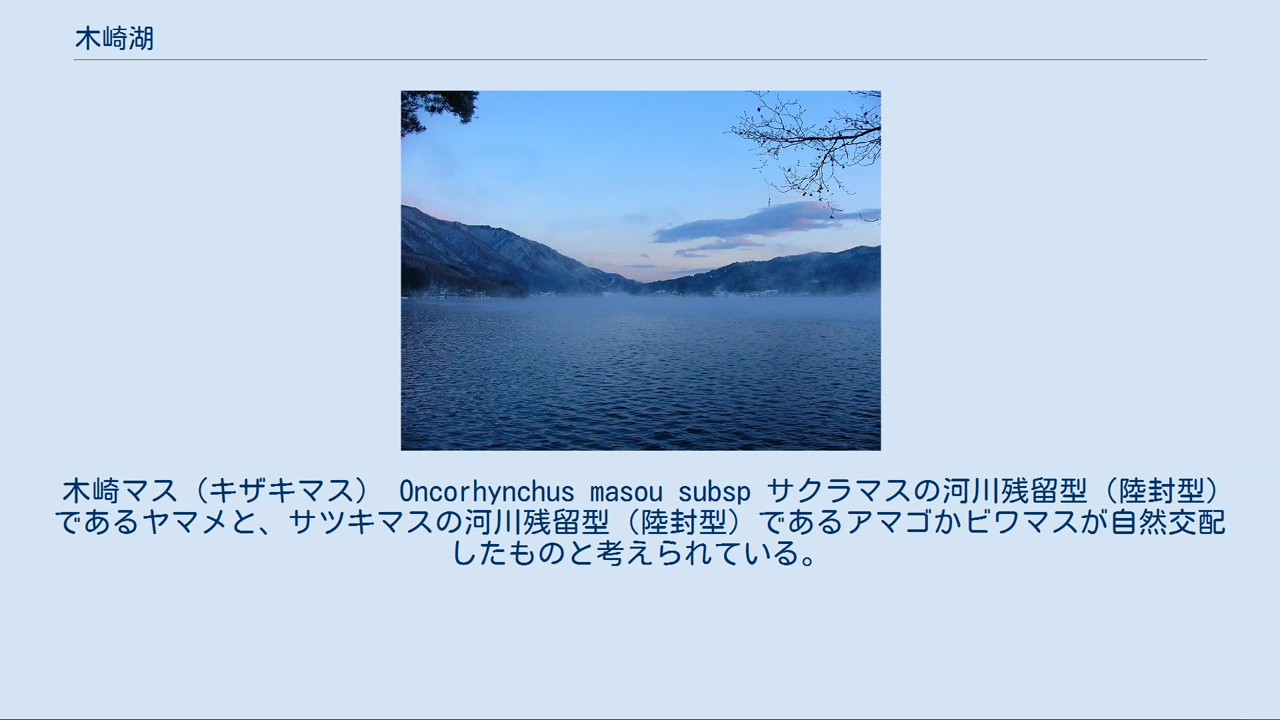 木崎湖
木崎マス（キザキマス） Oncorhynchus masou subsp サクラマスの河川残留型（陸封型）
であるヤマメと、サツキマスの河川残留型（陸封型）であるアマゴかビワマスが自然交配
したものと考えられている。